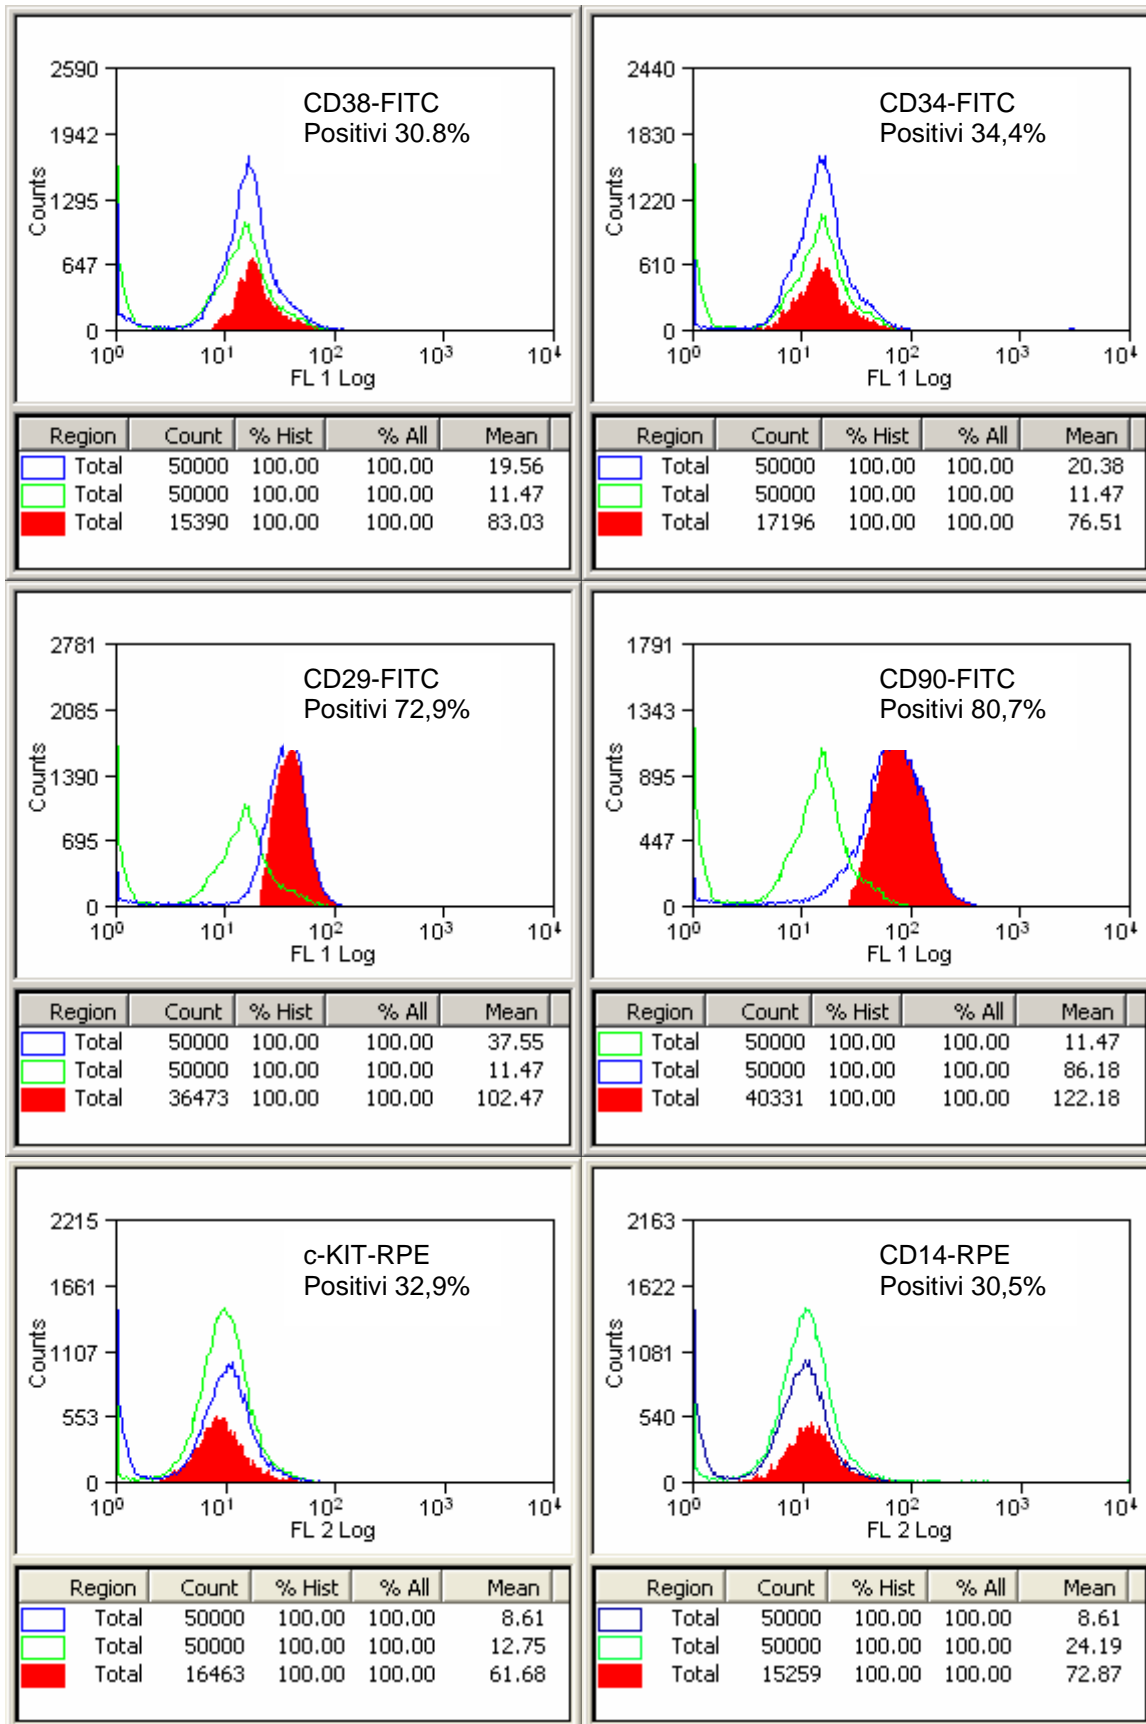 2590
1942
1295
647
0
Counts
CD38-FITC
Positivi 30.8%
10⁰ 10¹ 10² 10³ 10⁴
FL 1 Log
Region Count % Hist % All Mean
Total 50000 100.00 100.00 19.56
Total 50000 100.00 100.00 11.47
Total 15390 100.00 100.00 83.03
2440
1830
1220
610
0
Counts
CD34-FITC
Positivi 34,4%
10⁰ 10¹ 10² 10³ 10⁴
FL 1 Log
Region Count % Hist % All Mean
Total 50000 100.00 100.00 20.38
Total 50000 100.00 100.00 11.47
Total 17196 100.00 100.00 76.51
2781
2085
1390
695
0
Counts
CD29-FITC
Positivi 72,9%
10⁰ 10¹ 10² 10³ 10⁴
FL 1 Log
Region Count % Hist % All Mean
Total 50000 100.00 100.00 37.55
Total 50000 100.00 100.00 11.47
Total 36473 100.00 100.00 102.47
1791
1343
895
447
0
Counts
CD90-FITC
Positivi 80,7%
10⁰ 10¹ 10² 10³ 10⁴
FL 1 Log
Region Count % Hist % All Mean
Total 50000 100.00 100.00 11.47
Total 50000 100.00 100.00 86.18
Total 40331 100.00 100.00 122.18
2215
1661
1107
553
0
Counts
c-KIT-RPE
Positivi 32,9%
10⁰ 10¹ 10² 10³ 10⁴
FL 2 Log
Region Count % Hist % All Mean
Total 50000 100.00 100.00 8.61
Total 50000 100.00 100.00 12.75
Total 16463 100.00 100.00 61.68
2163
1622
1081
540
0
Counts
CD14-RPE
Positivi 30,5%
10⁰ 10¹ 10² 10³ 10⁴
FL 2 Log
Region Count % Hist % All Mean
Total 50000 100.00 100.00 8.61
Total 50000 100.00 100.00 24.19
Total 15259 100.00 100.00 72.87